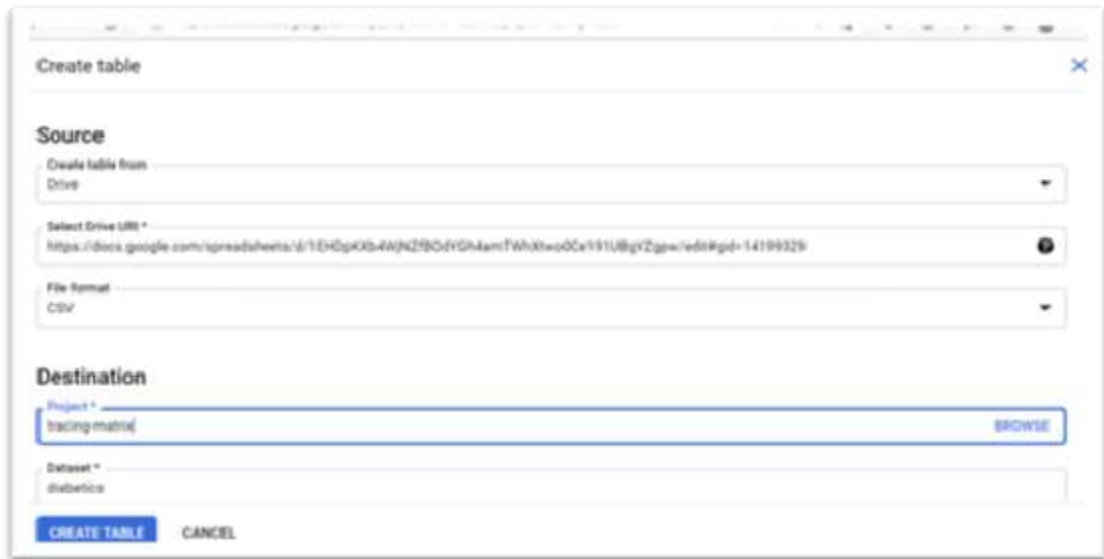 Create table
Source
Create table from
Drive
Select Drive URI *
File format
CSV
Destination
Project *
tracing-matrix
BROWSE
Dataset *
diabetics
CREATE TABLE
CANCEL